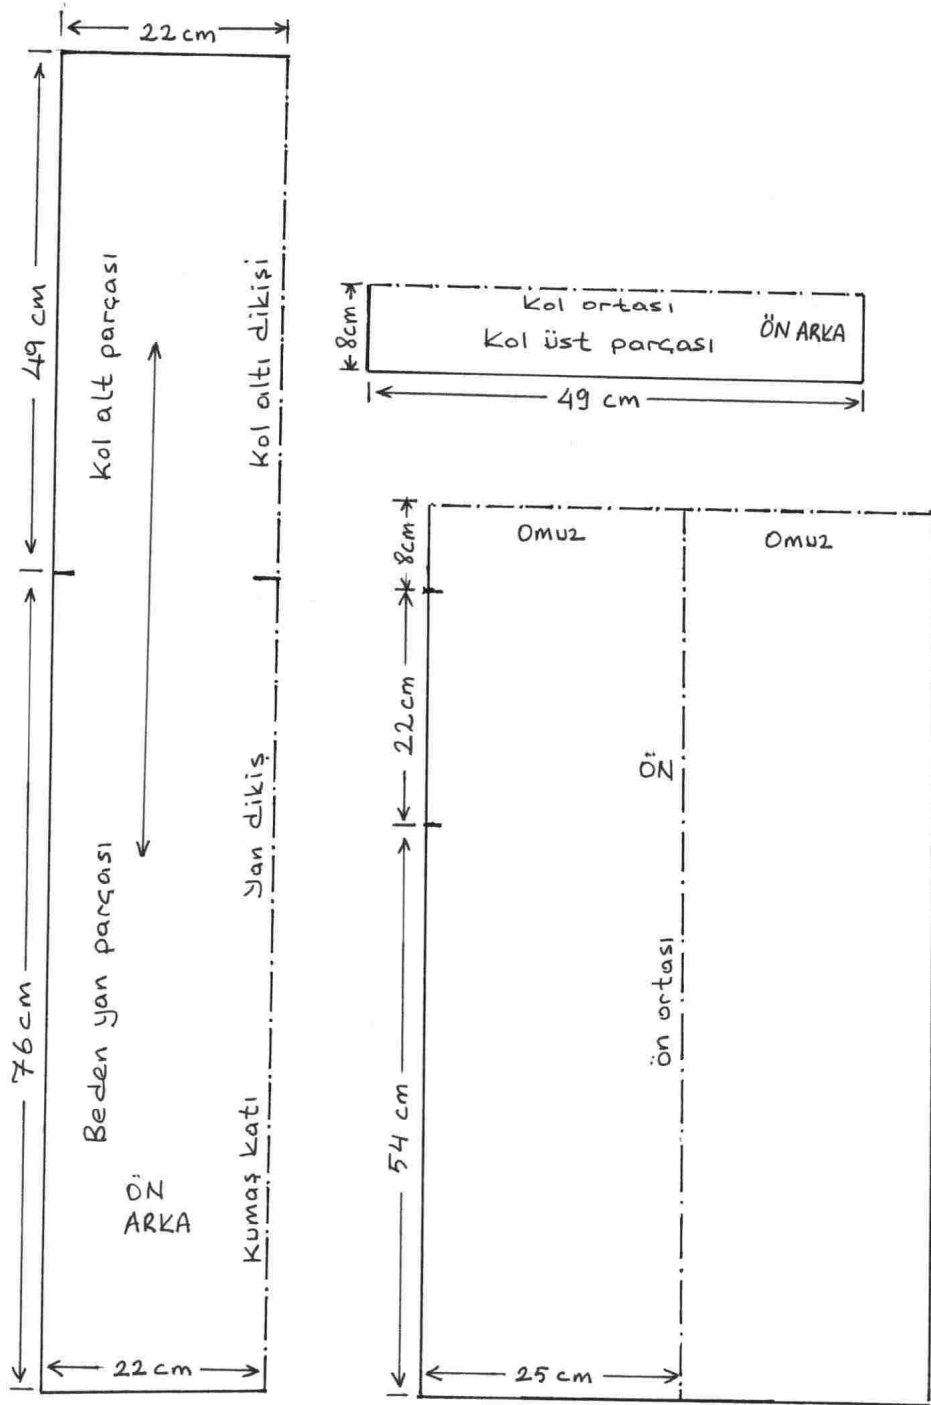 22 cm
49 cm
Kol alt parçası
Kol altı dikişi
76 cm
Beden yan parçası
yan dikiş
Kumaş katı
ÖN
ARKA
22 cm
8cm
Kol ortası
Kol üst parçası
ÖN ARKA
49 cm
8cm
Omuz
Omuz
22 cm
ÖN
ön ortası
54 cm
25 cm